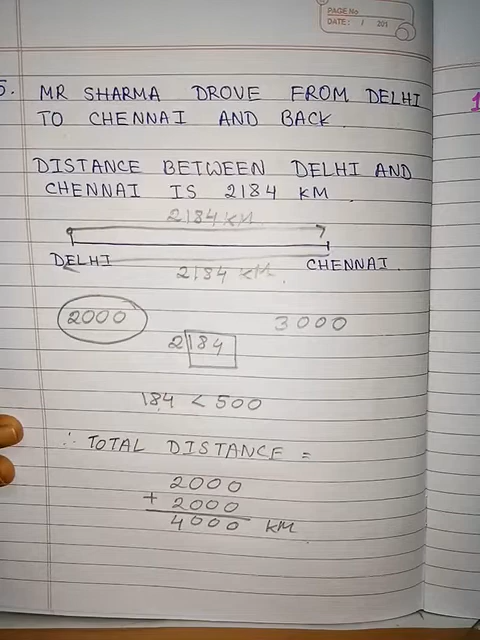 PAGE No.
DATE: / 201
5. MR SHARMA DROVE FROM DELHI
TO CHENNAI AND BACK
1
DISTANCE BETWEEN DELHI AND
CHENNAI IS 2184 KM
2184 KM
DELHI CHENNAI.
2184 KM
2000 3000
2184
184 < 500
∴ TOTAL DISTANCE =
2000
+ 2000
4000 KM